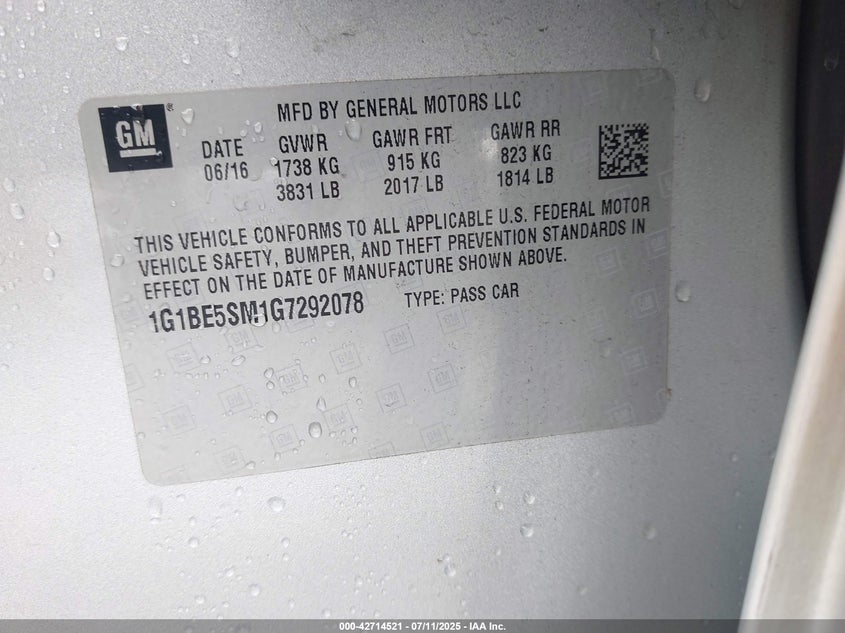 GM
®
MFD BY GENERAL MOTORS LLC
DATE GVWR GAWR FRT GAWR RR
06/16 1738 KG 915 KG 823 KG
3831 LB 2017 LB 1814 LB
THIS VEHICLE CONFORMS TO ALL APPLICABLE U.S. FEDERAL MOTOR
VEHICLE SAFETY, BUMPER, AND THEFT PREVENTION STANDARDS IN
EFFECT ON THE DATE OF MANUFACTURE SHOWN ABOVE.
1G1BE5SM1G7292078 TYPE: PASS CAR
000-42714521 - 07/11/2025 - IAA Inc.